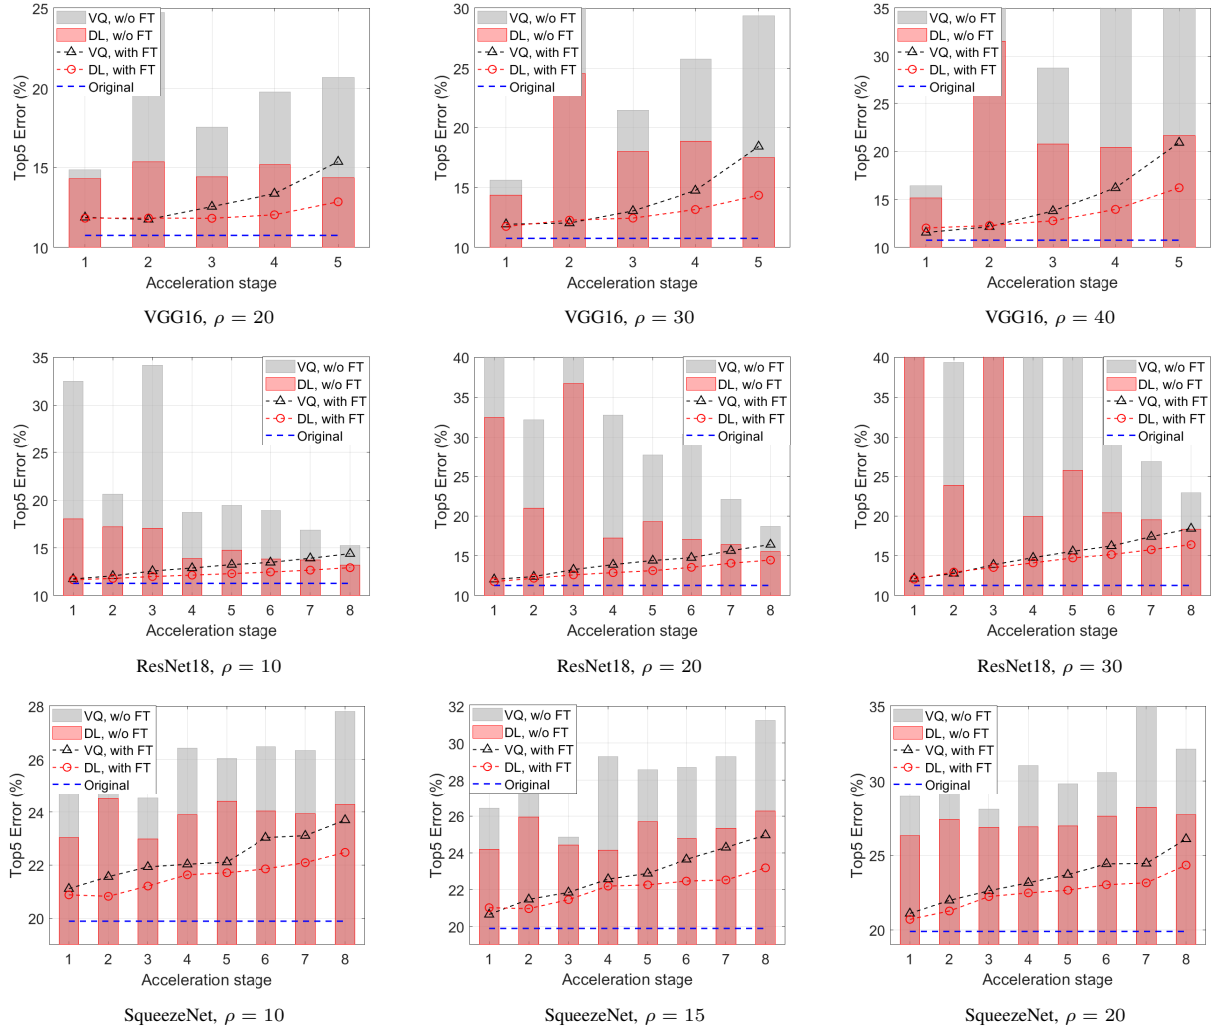 25
20
15
10
Top5 Error (%)
VQ, w/o FT
DL, w/o FT
VQ, with FT
DL, with FT
Original
1 2 3 4 5
Acceleration stage
VGG16, ρ = 20
30
25
20
15
10
Top5 Error (%)
VQ, w/o FT
DL, w/o FT
VQ, with FT
DL, with FT
Original
1 2 3 4 5
Acceleration stage
VGG16, ρ = 30
40
35
30
25
20
15
10
Top5 Error (%)
VQ, w/o FT
DL, w/o FT
VQ, with FT
DL, with FT
Original
1 2 3 4 5
Acceleration stage
VGG16, ρ = 40
35
30
25
20
15
10
Top5 Error (%)
VQ, w/o FT
DL, w/o FT
VQ, with FT
DL, with FT
Original
1 2 3 4 5 6 7 8
Acceleration stage
ResNet18, ρ = 10
40
35
30
25
20
15
10
Top5 Error (%)
VQ, w/o FT
DL, w/o FT
VQ, with FT
DL, with FT
Original
1 2 3 4 5 6 7 8
Acceleration stage
ResNet18, ρ = 20
40
35
30
25
20
15
10
Top5 Error (%)
VQ, w/o FT
DL, w/o FT
VQ, with FT
DL, with FT
Original
1 2 3 4 5 6 7 8
Acceleration stage
ResNet18, ρ = 30
28
26
24
22
20
Top5 Error (%)
VQ, w/o FT
DL, w/o FT
VQ, with FT
DL, with FT
Original
1 2 3 4 5 6 7 8
Acceleration stage
SqueezeNet, ρ = 10
32
30
28
26
24
22
20
Top5 Error (%)
VQ, w/o FT
DL, w/o FT
VQ, with FT
DL, with FT
Original
1 2 3 4 5 6 7 8
Acceleration stage
SqueezeNet, ρ = 15
35
30
25
20
Top5 Error (%)
VQ, w/o FT
DL, w/o FT
VQ, with FT
DL, with FT
Original
1 2 3 4 5 6 7 8
Acceleration stage
SqueezeNet, ρ = 20